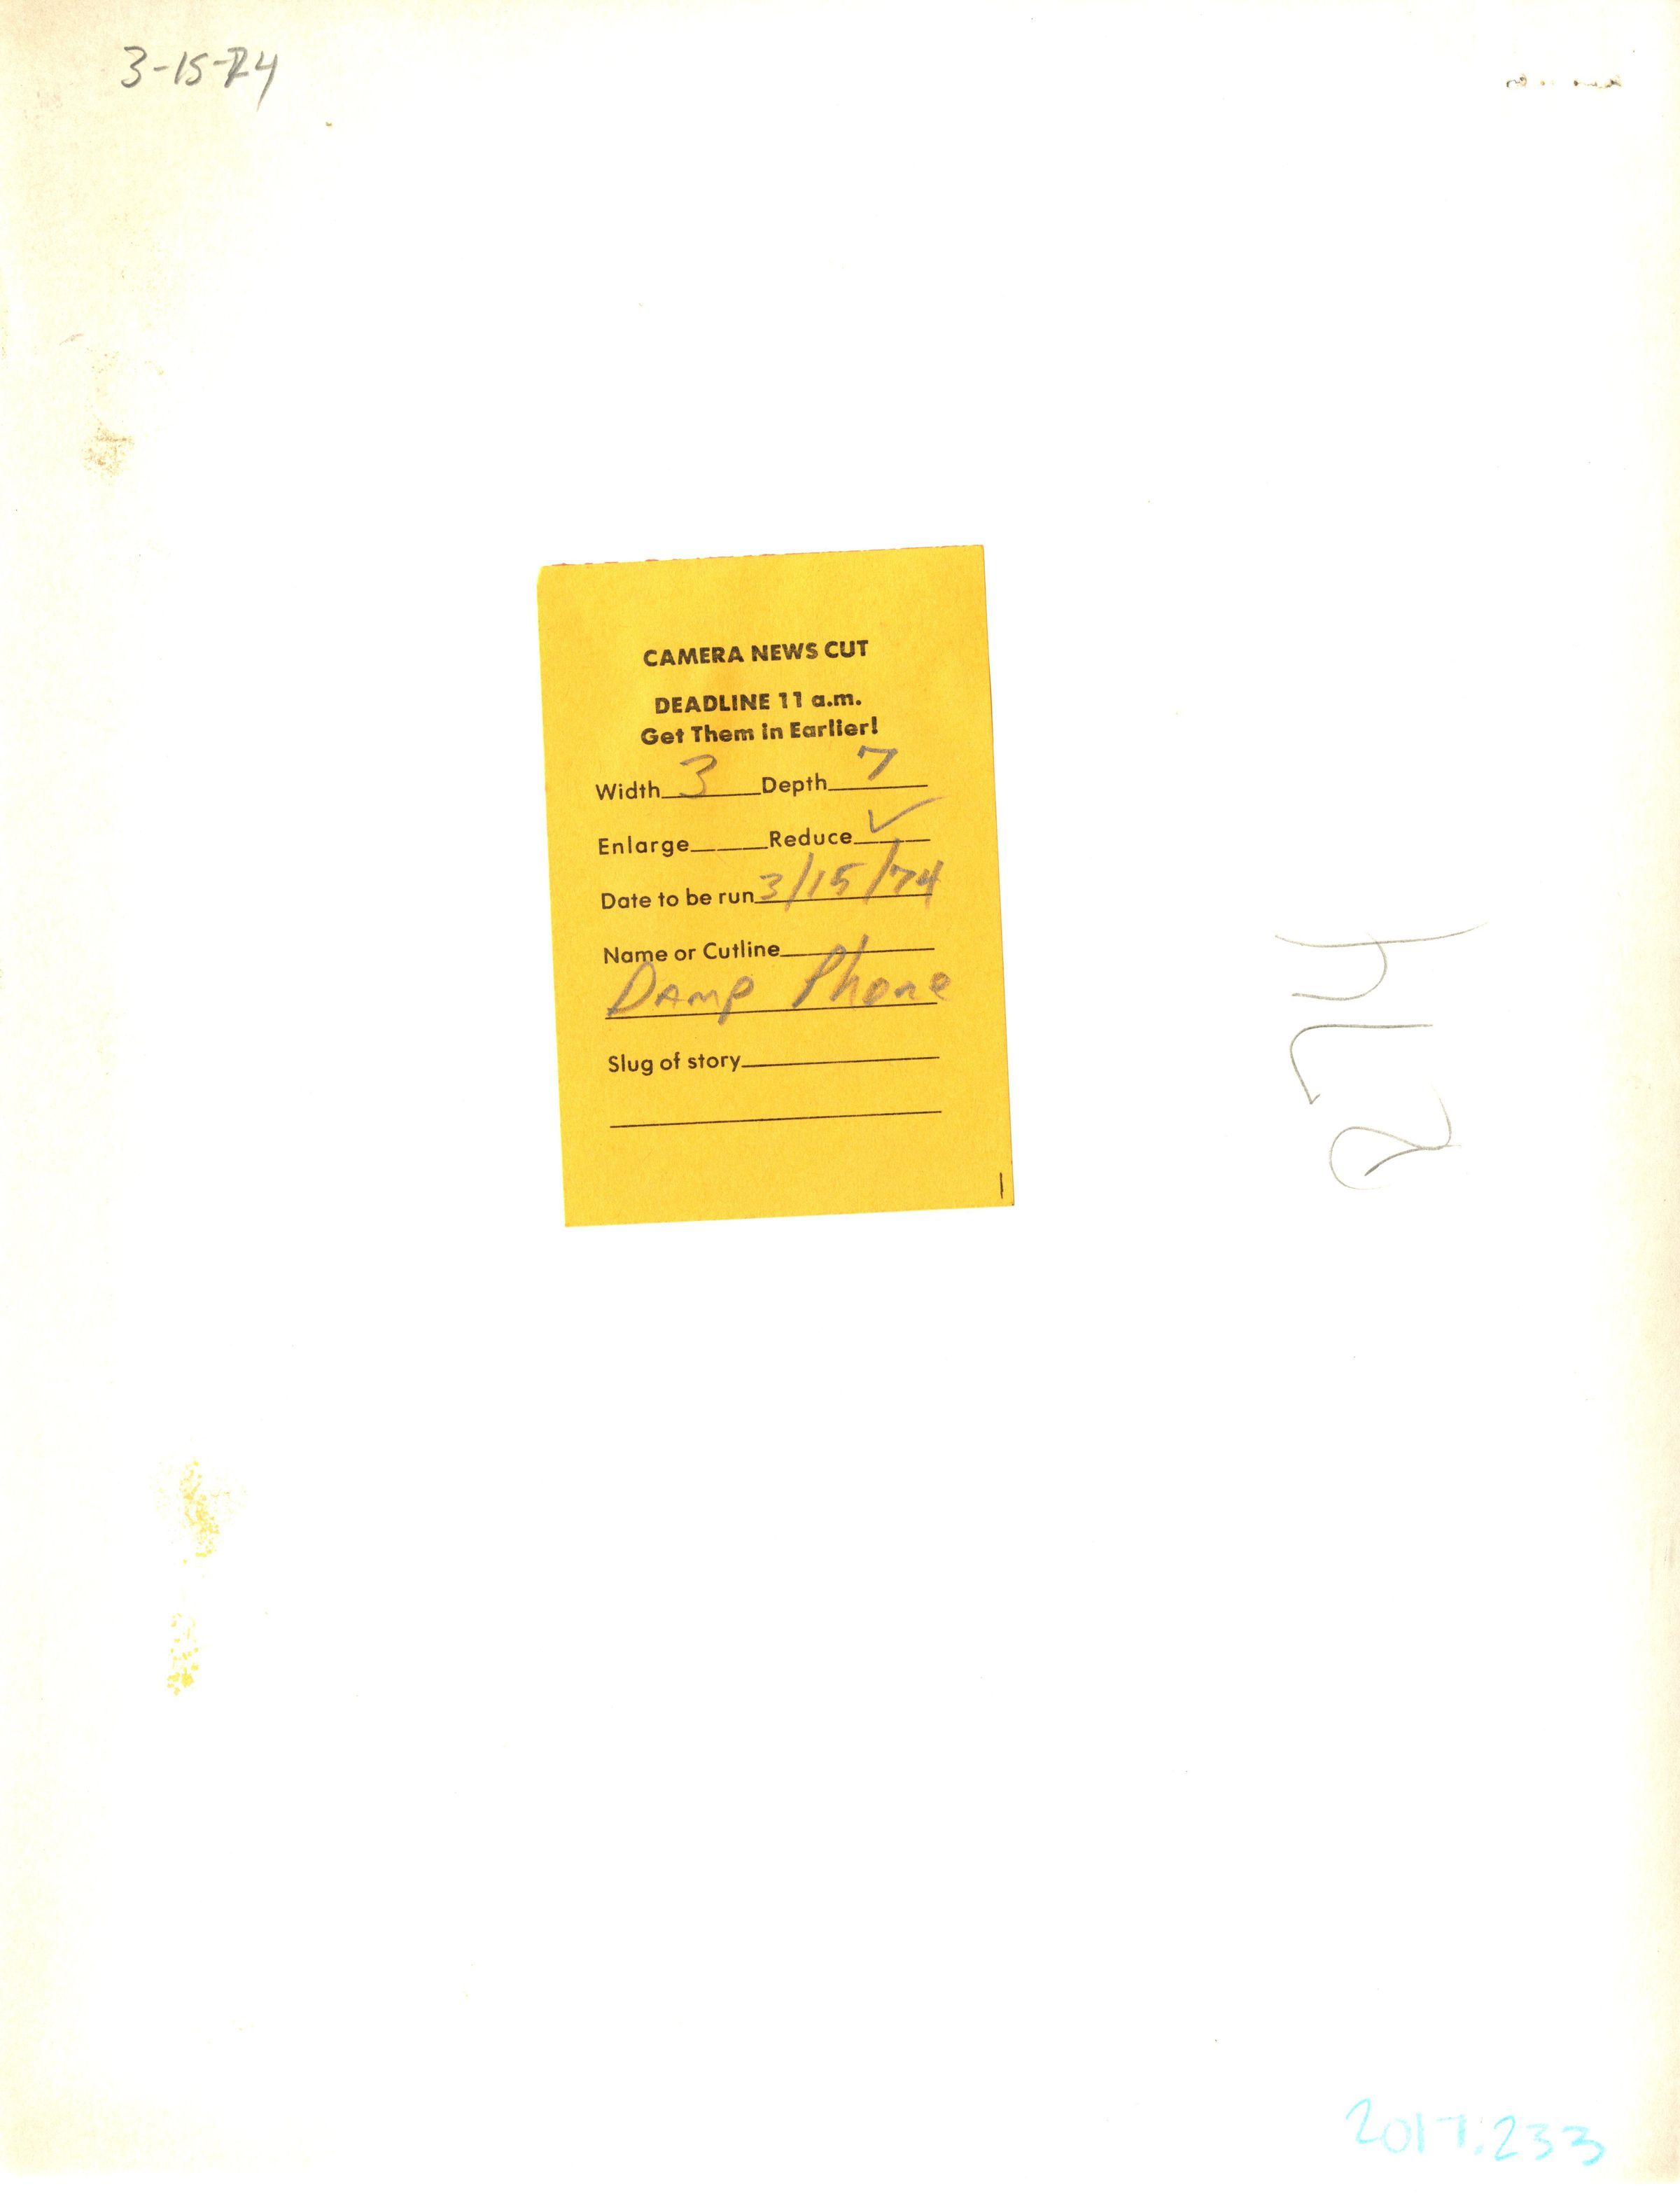 3-15-74
CAMERA NEWS CUT
DEADLINE 11 a.m.
Get Them in Earlier!
Width 3 Depth 7
Enlarge Reduce ✓
Date to be run 3/15/74
Name or Cutline
Damp Phone
Slug of story
274
2017.233